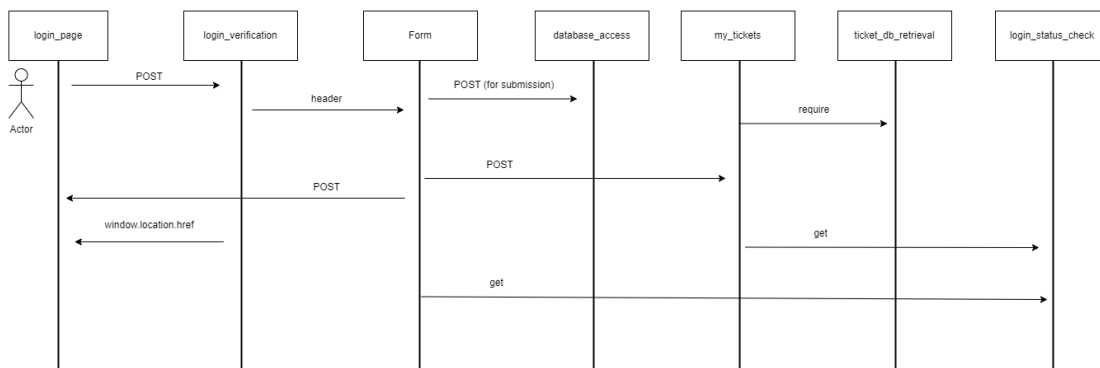 login_page
login_verification
Form
database_access
my_tickets
ticket_db_retrieval
login_status_check
POST
POST (for submission)
header
require
Actor
POST
POST
window.location.href
get
get